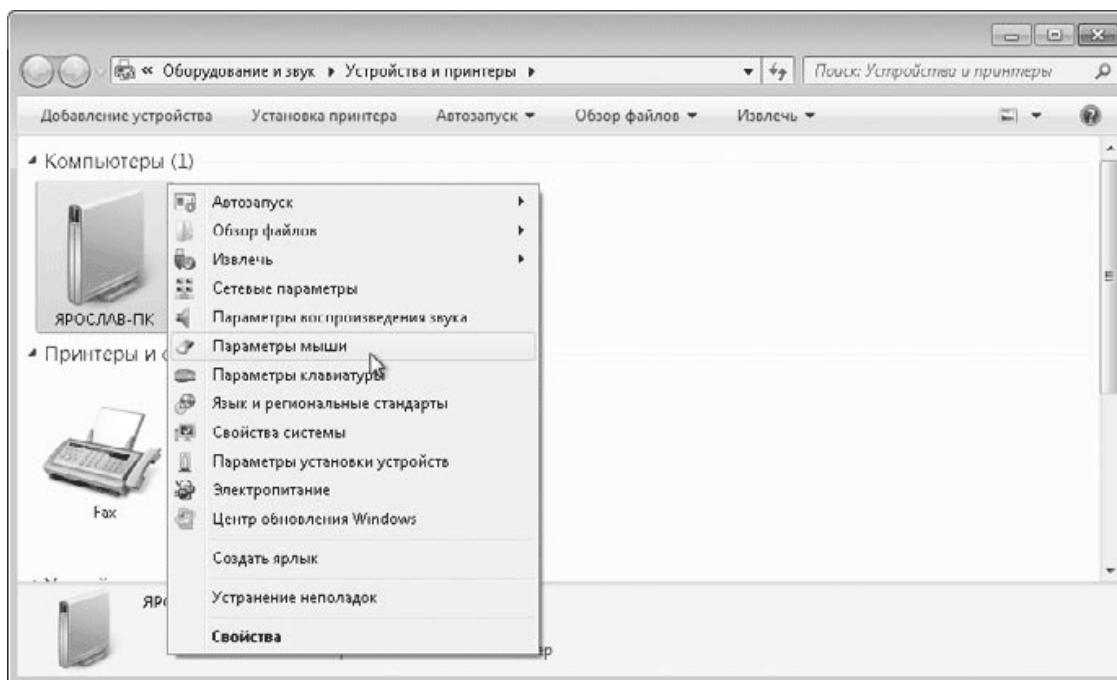 « Оборудование и звук ▸ Устройства и принтеры ▸ Поиск: Устройства и принтеры
Добавление устройства Установка принтера Автозапуск Обзор файлов Извлечь
Компьютеры (1)
ЯРОСЛАВ-ПК
Принтеры и
Fax
Автозапуск
Обзор файлов
Извлечь
Сетевые параметры
Параметры воспроизведения звука
Параметры мыши
Параметры клавиатуры
Язык и региональные стандарты
Свойства системы
Параметры установки устройств
Электропитание
Центр обновления Windows
Создать ярлык
Устранение неполадок
Свойства